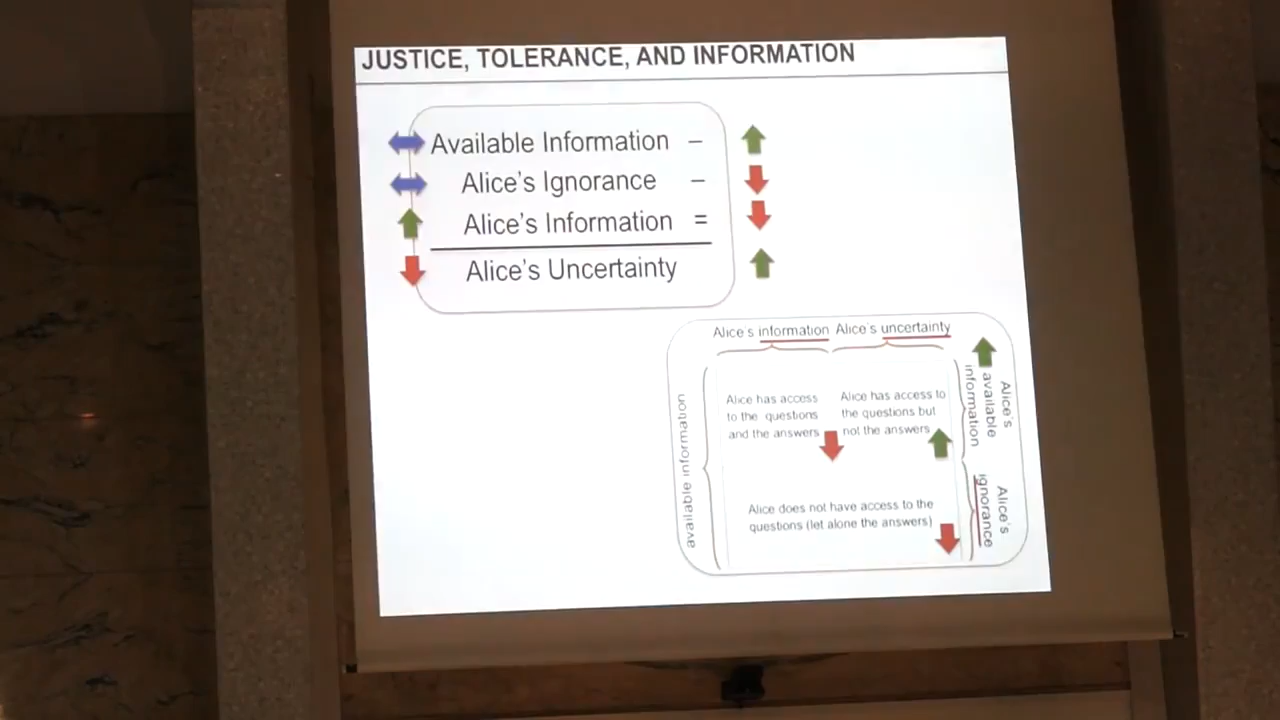 JUSTICE, TOLERANCE, AND INFORMATION
Available Information –
Alice's Ignorance –
Alice's Information =
Alice's Uncertainty
Alice's information Alice's uncertainty
available information
Alice has access
to the questions
and the answers
Alice has access to
the questions but
not the answers
Alice does not have access to the
questions (let alone the answers)
Alice's
available
information
Alice's
ignorance